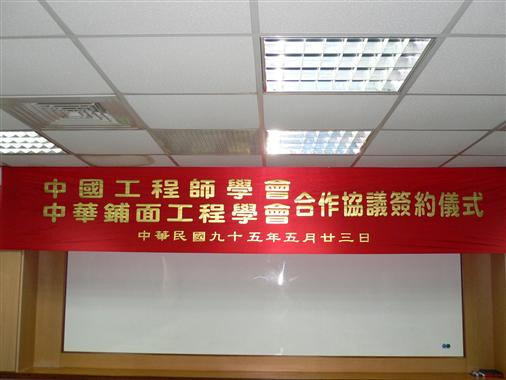 中國工程師學會
中華鋪面工程學會
合作協議簽約儀式
中華民國九十五年五月廿三日